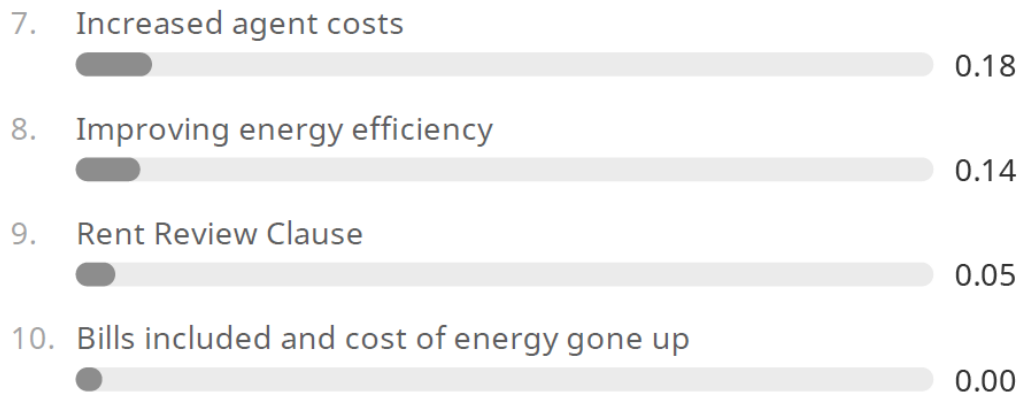 7. Increased agent costs
0.18
8. Improving energy efficiency
0.14
9. Rent Review Clause
0.05
10. Bills included and cost of energy gone up
0.00